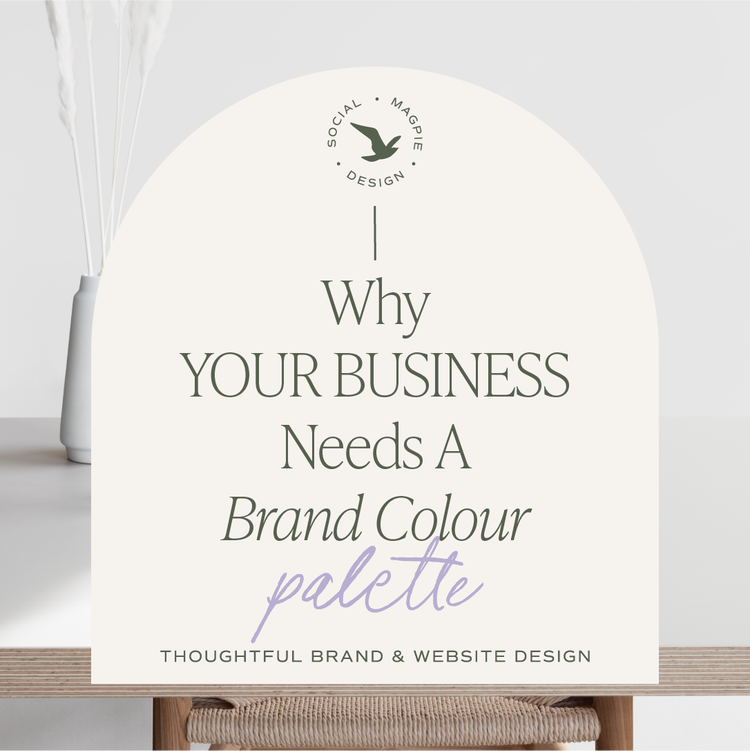 SOCIAL • MAGPIE • DESIGN •
Why
YOUR BUSINESS
Needs A
Brand Colour
palette
THOUGHTFUL BRAND & WEBSITE DESIGN